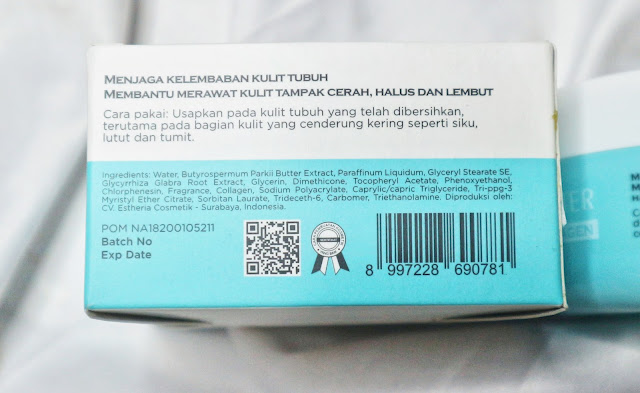 MENJAGA KELEMBABAN KULIT TUBUH
MEMBANTU MERAWAT KULIT TAMPAK CERAH, HALUS DAN LEMBUT
Cara pakai: Usapkan pada kulit tubuh yang telah dibersihkan,
terutama pada bagian kulit yang cenderung kering seperti siku,
lutut dan tumit.
Ingredients: Water, Butyrospermum Parkii Butter Extract, Paraffinum Liquidum, Glyceryl Stearate SE,
Glycyrrhiza Glabra Root Extract, Glycerin, Dimethicone, Tocopheryl Acetate, Phenoxyethanol,
Chlorphenesin, Fragrance, Collagen, Sodium Polyacrylate, Caprylic/capric Triglyceride, Tri-ppg-3
Myristyl Ether Citrate, Sorbitan Laurate, Trideceth-6, Carbomer, Triethanolamine. Diproduksi oleh:
CV. Estheria Cosmetik - Surabaya, Indonesia.
POM NA18200105211
Batch No
Exp Date
8 997228 690781